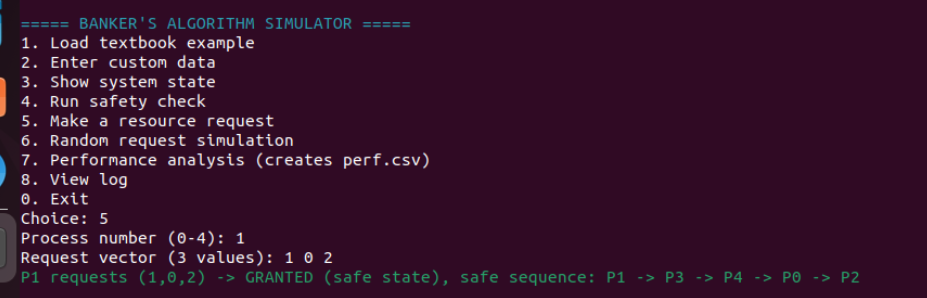 ===== BANKER'S ALGORITHM SIMULATOR =====
1. Load textbook example
2. Enter custom data
3. Show system state
4. Run safety check
5. Make a resource request
6. Random request simulation
7. Performance analysis (creates perf.csv)
8. View log
0. Exit
Choice: 5
Process number (0-4): 1
Request vector (3 values): 1 0 2
P1 requests (1,0,2) -> GRANTED (safe state), safe sequence: P1 -> P3 -> P4 -> P0 -> P2